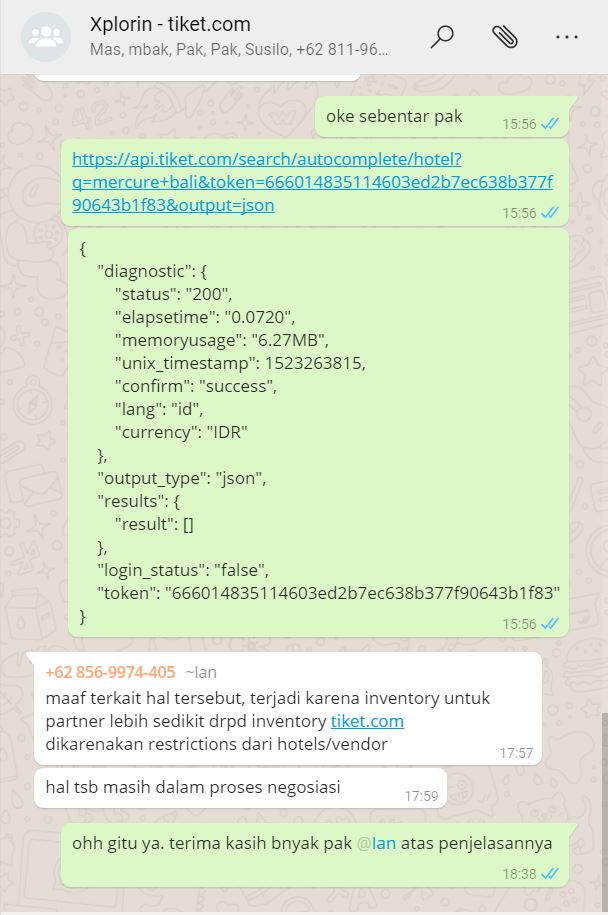 Xplorin - tiket.com
Mas, mbak, Pak, Pak, Susilo, +62 811-96...
oke sebentar pak
15:56
https://api.tiket.com/search/autocomplete/hotel?
q=mercure+bali&token=666014835114603ed2b7ec638b377f
90643b1f83&output=json
15:56
{
"diagnostic": {
"status": "200",
"elapsetime": "0.0720",
"memoryusage": "6.27MB",
"unix_timestamp": 1523263815,
"confirm": "success",
"lang": "id",
"currency": "IDR"
},
"output_type": "json",
"results": {
"result": []
},
"login_status": "false",
"token": "666014835114603ed2b7ec638b377f90643b1f83"
}
15:56
+62 856-9974-405 ~Ian
maaf terkait hal tersebut, terjadi karena inventory untuk
partner lebih sedikit drpd inventory tiket.com
dikarenakan restrictions dari hotels/vendor
17:57
hal tsb masih dalam proses negosiasi
17:59
ohh gitu ya. terima kasih bnyak pak @Ian atas penjelasannya
18:38